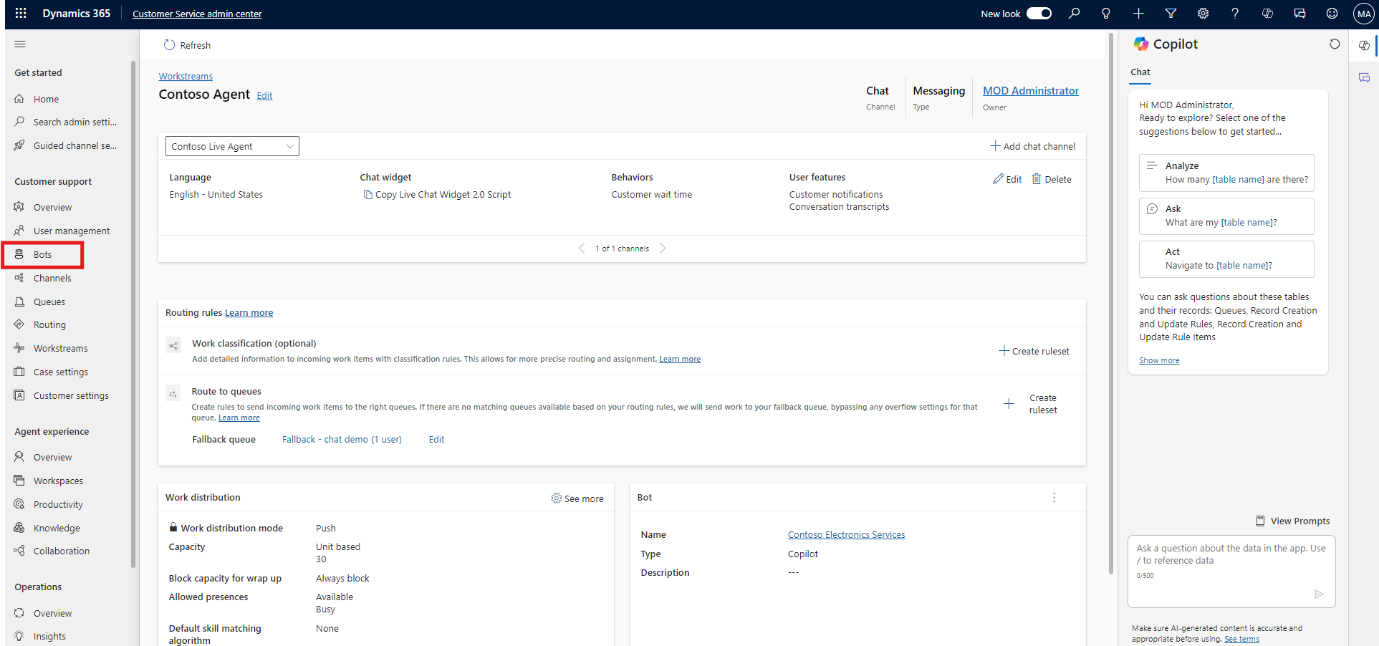 Dynamics 365
Customer Service admin center
New look
MA
Get started
Home
Search admin setti...
Guided channel se...
Customer support
Overview
User management
Bots
Channels
Queues
Routing
Workstreams
Case settings
Customer settings
Agent experience
Overview
Workspaces
Productivity
Knowledge
Collaboration
Operations
Overview
Insights
Refresh
Workstreams
Contoso Agent Edit
Chat
Channel
Messaging
Type
MOD Administrator
Owner
Contoso Live Agent
Add chat channel
Language
English - United States
Chat widget
Copy Live Chat Widget 2.0 Script
Behaviors
Customer wait time
User features
Customer notifications
Conversation transcripts
Edit
Delete
1 of 1 channels
Routing rules Learn more
Work classification (optional)
Add detailed information to incoming work items with classification rules. This allows for more precise routing and assignment. Learn more
Create ruleset
Route to queues
Create rules to send incoming work items to the right queues. If there are no matching queues available based on your routing rules, we will send work to your fallback queue, bypassing any overflow settings for that
queue. Learn more
Create
ruleset
Fallback queue Fallback - chat demo (1 user) Edit
Work distribution
See more
Work distribution mode Push
Capacity Unit based
30
Block capacity for wrap up Always block
Allowed presences Available
Busy
Default skill matching None
algorithm
Bot
Name Contoso Electronics Services
Type Copilot
Description ---
Copilot
Chat
Hi MOD Administrator,
Ready to explore? Select one of the
suggestions below to get started...
Analyze
How many [table name] are there?
Ask
What are my [table name]?
Act
Navigate to [table name]?
You can ask questions about these tables
and their records: Queues, Record Creation
and Update Rules, Record Creation and
Update Rule Items
Show more
View Prompts
Ask a question about the data in the app. Use
/ to reference data
0/500
Make sure AI-generated content is accurate and
appropriate before using. See terms